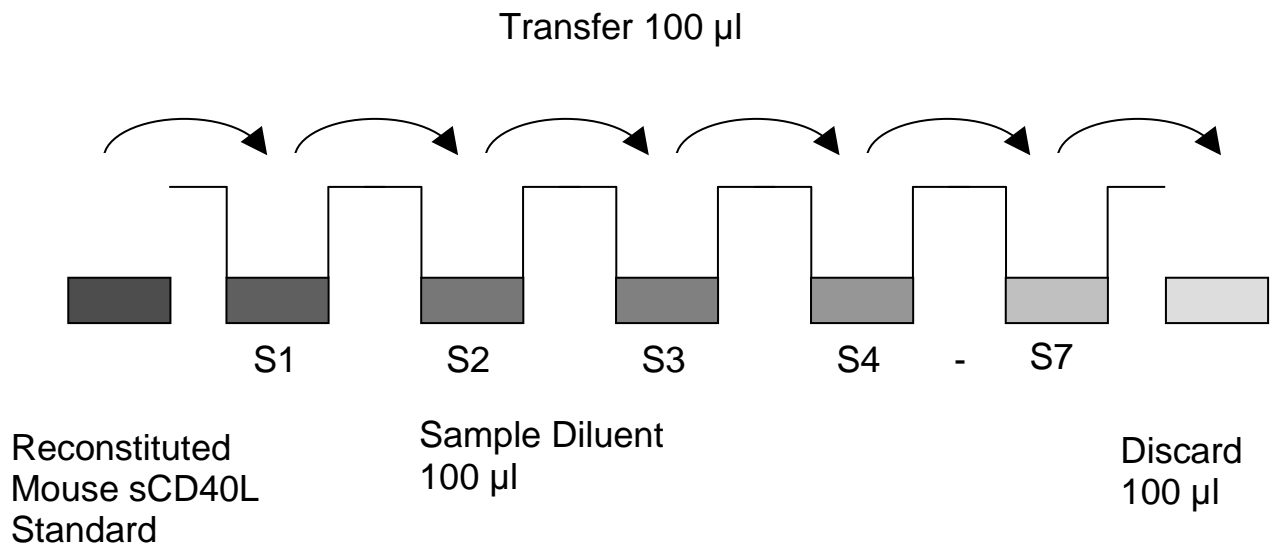 Transfer 100 µl
S1 S2 S3 S4 - S7
Reconstituted
Mouse sCD40L
Standard
Sample Diluent
100 µl
Discard
100 µl